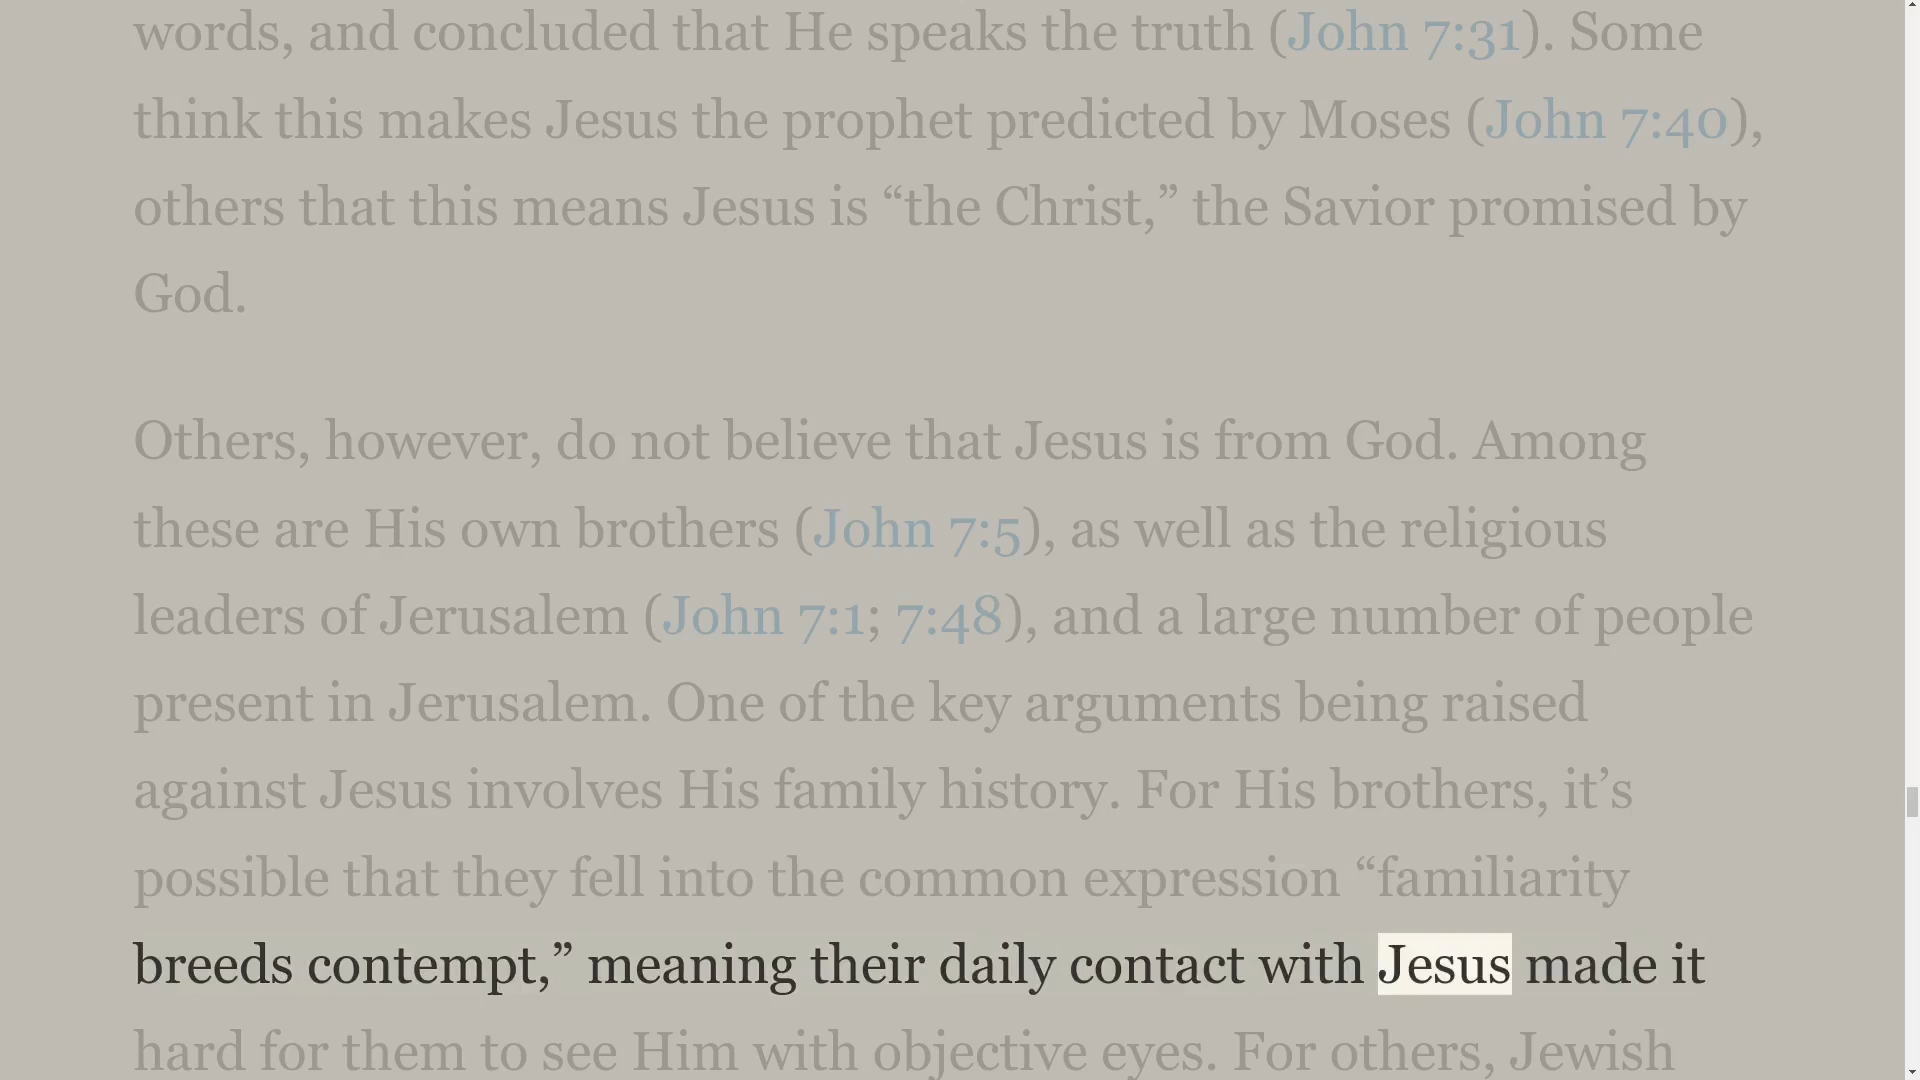 words, and concluded that He speaks the truth (John 7:31). Some
think this makes Jesus the prophet predicted by Moses (John 7:40),
others that this means Jesus is “the Christ,” the Savior promised by
God.
Others, however, do not believe that Jesus is from God. Among
these are His own brothers (John 7:5), as well as the religious
leaders of Jerusalem (John 7:1; 7:48), and a large number of people
present in Jerusalem. One of the key arguments being raised
against Jesus involves His family history. For His brothers, it’s
possible that they fell into the common expression “familiarity
breeds contempt,” meaning their daily contact with Jesus made it
hard for them to see Him with objective eyes. For others, Jewish